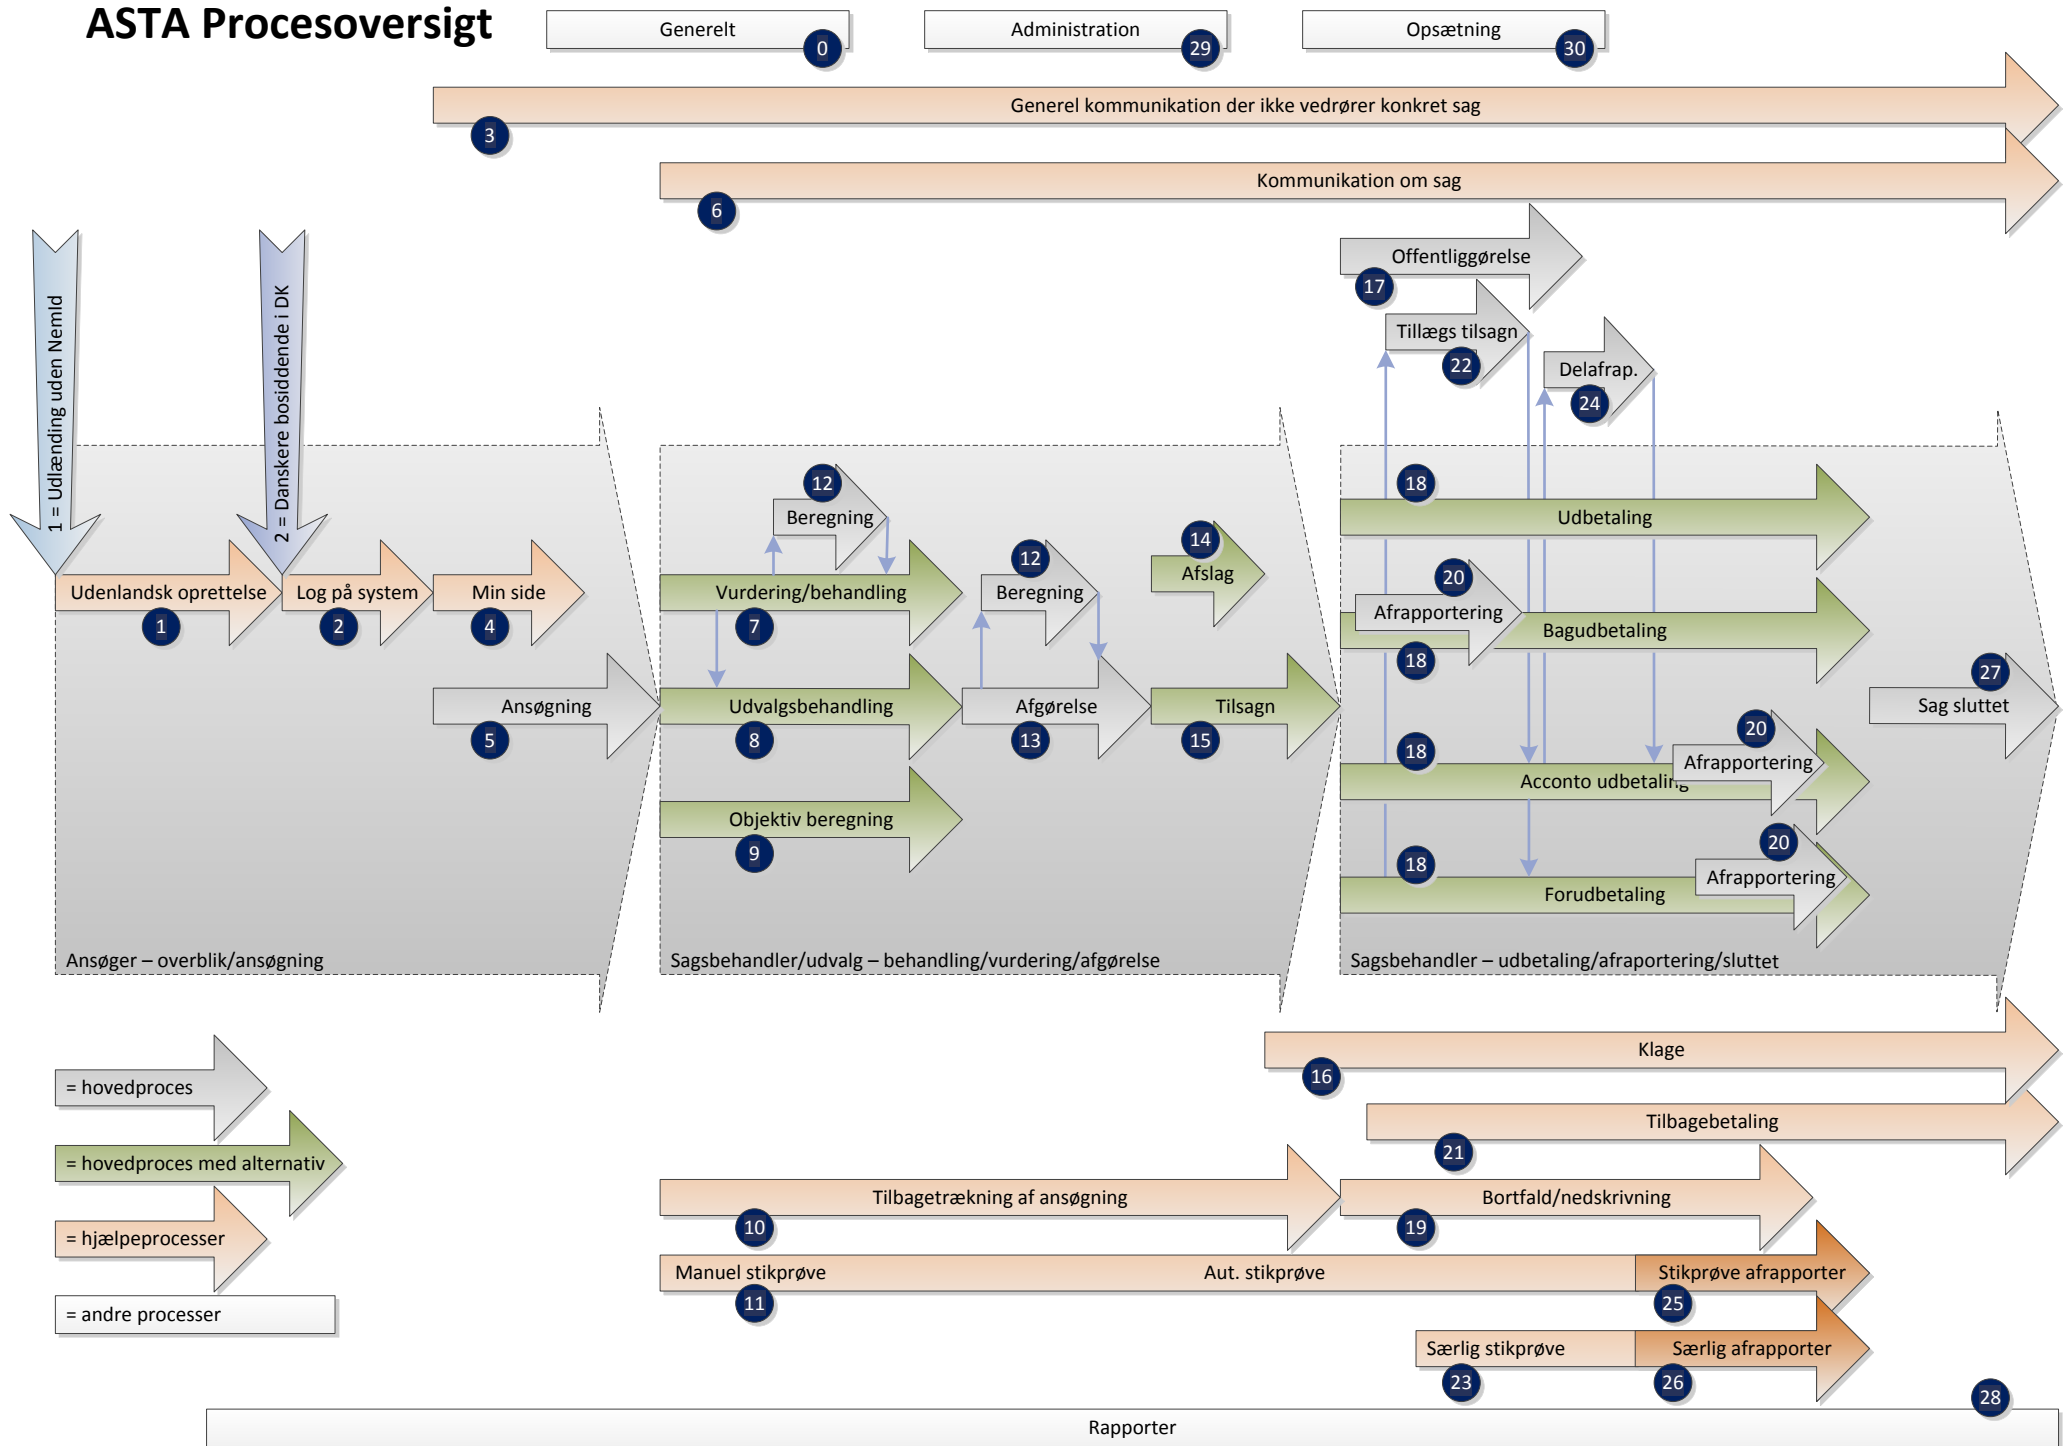 ASTA Procesoversigt
Generelt
0
Administration
29
Opsætning
30
Generel kommunikation der ikke vedrører konkret sag
3
Kommunikation om sag
6
Offentliggørelse
17
Tillægs tilsagn
22
Delafrap.
24
1 = Udlænding uden NemId
2 = Danskere bosiddende i DK
Udenlandsk oprettelse
1
Log på system
2
Min side
4
Ansøgning
5
Ansøger – overblik/ansøgning
12
Beregning
Vurdering/behandling
7
Udvalgsbehandling
8
Objektiv beregning
9
12
Beregning
Afgørelse
13
14
Afslag
Tilsagn
15
Sagsbehandler/udvalg – behandling/vurdering/afgørelse
18
Udbetaling
20
Afrapportering
Bagudbetaling
18
18
Acconto udbetaling
20
Afrapportering
18
Forudbetaling
20
Afrapportering
27
Sag sluttet
Sagsbehandler – udbetaling/afraportering/sluttet
= hovedproces
= hovedproces med alternativ
= hjælpeprocesser
= andre processer
Klage
16
Tilbagebetaling
21
Tilbagetrækning af ansøgning
10
Bortfald/nedskrivning
19
Manuel stikprøve
11
Aut. stikprøve
Stikprøve afrapporter
25
Særlig stikprøve
23
Særlig afrapporter
26
28
Rapporter